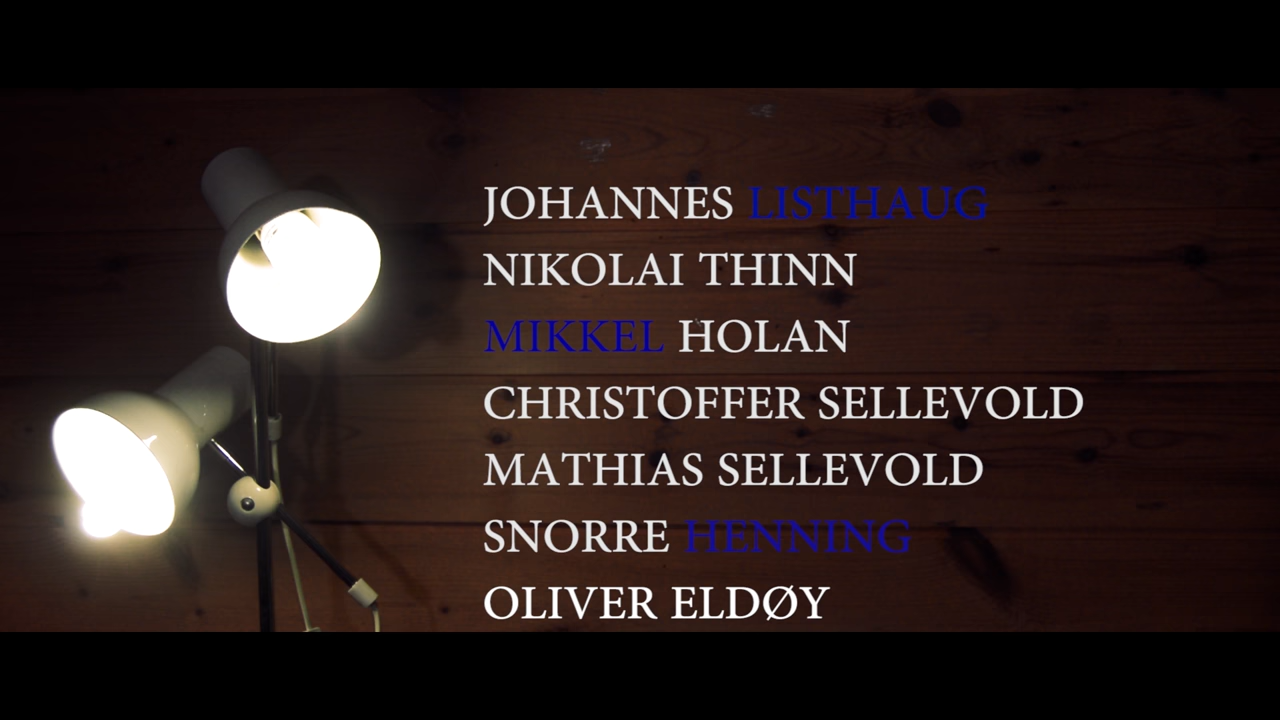 JOHANNES LISTHAUG
NIKOLAI THINN
MIKKEL HOLAN
CHRISTOFFER SELLEVOLD
MATHIAS SELLEVOLD
SNORRE HENNING
OLIVER ELDØY